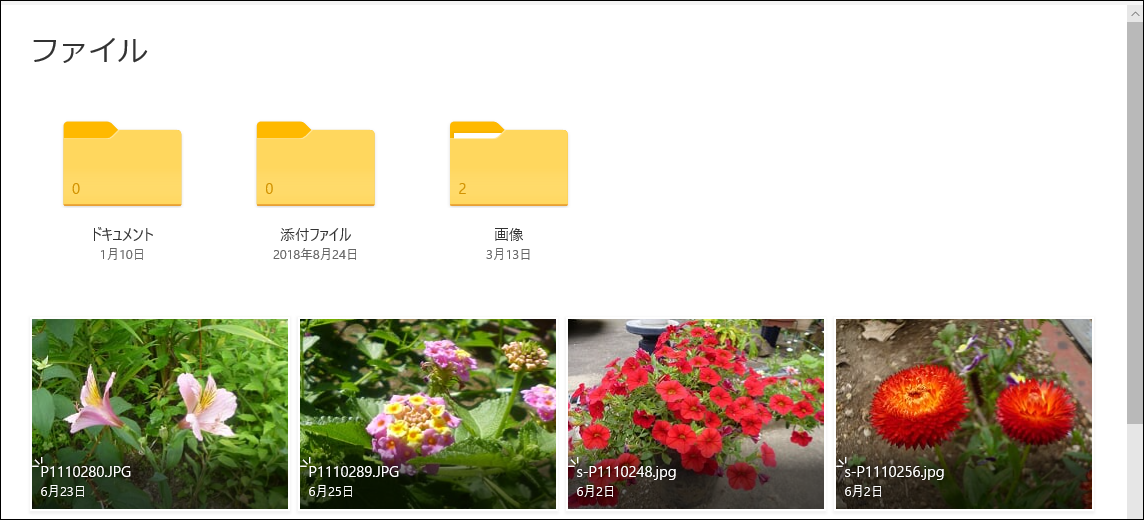 ファイル
0
0
2
ドキュメント
1月10日
添付ファイル
2018年8月24日
画像
3月13日
P1110280.JPG
6月23日
P1110289.JPG
6月25日
s-P1110248.jpg
6月2日
s-P1110256.jpg
6月2日